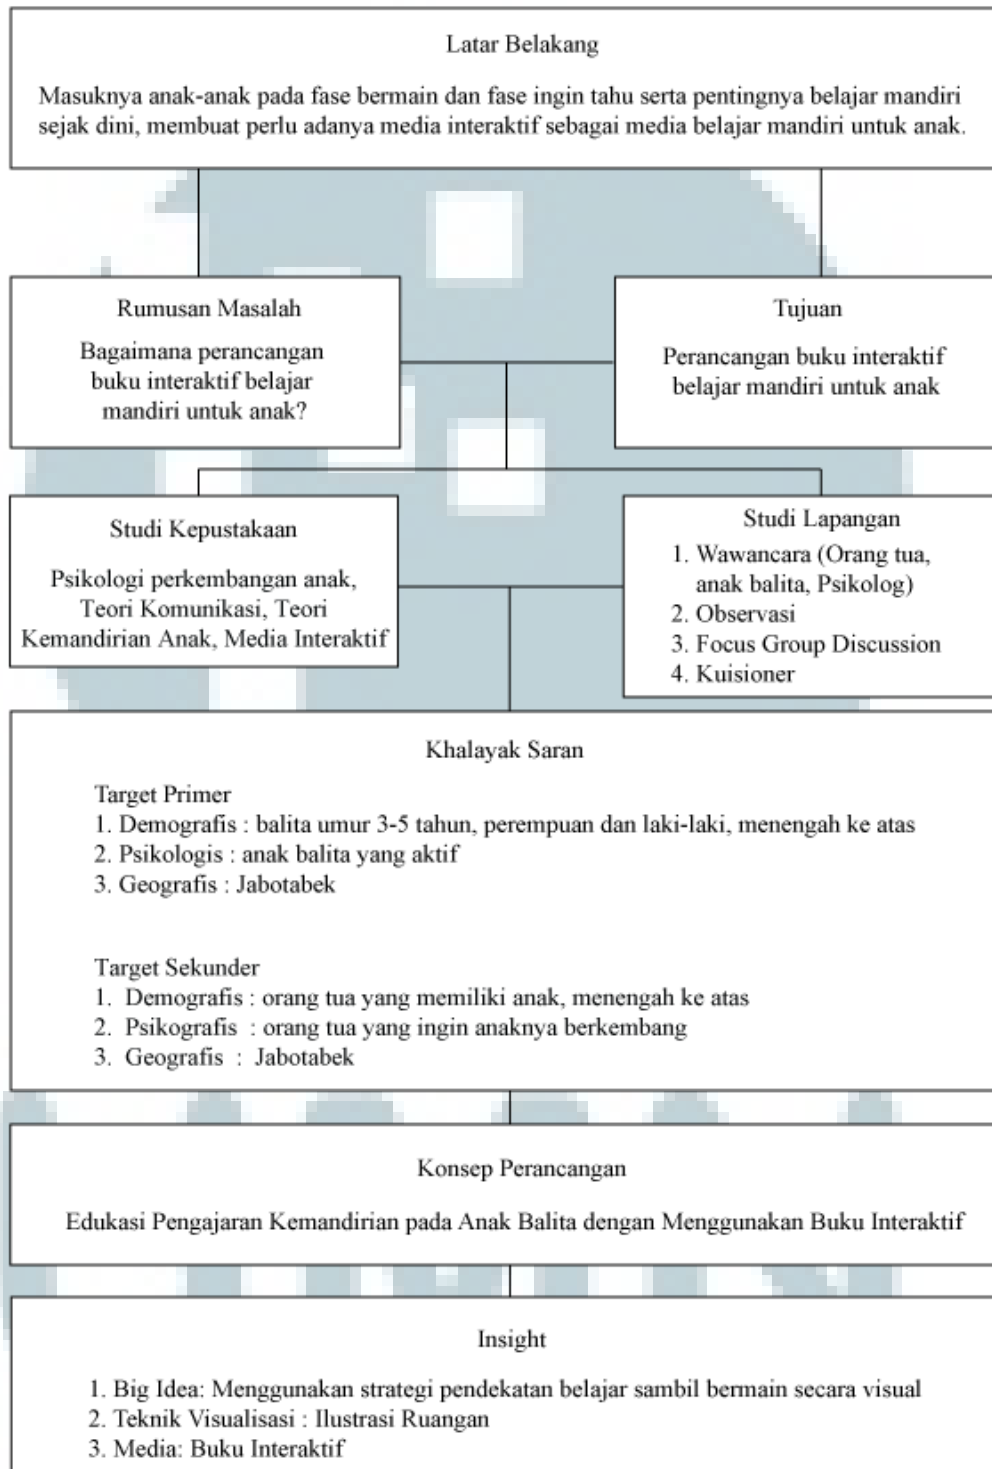 Latar Belakang
Masuknya anak-anak pada fase bermain dan fase ingin tahu serta pentingnya belajar mandiri
sejak dini, membuat perlu adanya media interaktif sebagai media belajar mandiri untuk anak.
Rumusan Masalah
Bagaimana perancangan
buku interaktif belajar
mandiri untuk anak?
Tujuan
Perancangan buku interaktif
belajar mandiri untuk anak
Studi Kepustakaan
Psikologi perkembangan anak,
Teori Komunikasi, Teori
Kemandirian Anak, Media Interaktif
Studi Lapangan
1. Wawancara (Orang tua,
anak balita, Psikolog)
2. Observasi
3. Focus Group Discussion
4. Kuisioner
Khalayak Saran
Target Primer
1. Demografis : balita umur 3-5 tahun, perempuan dan laki-laki, menengah ke atas
2. Psikologis : anak balita yang aktif
3. Geografis : Jabotabek
Target Sekunder
1. Demografis : orang tua yang memiliki anak, menengah ke atas
2. Psikografis : orang tua yang ingin anaknya berkembang
3. Geografis : Jabotabek
Konsep Perancangan
Edukasi Pengajaran Kemandirian pada Anak Balita dengan Menggunakan Buku Interaktif
Insight
1. Big Idea: Menggunakan strategi pendekatan belajar sambil bermain secara visual
2. Teknik Visualisasi : Ilustrasi Ruangan
3. Media: Buku Interaktif